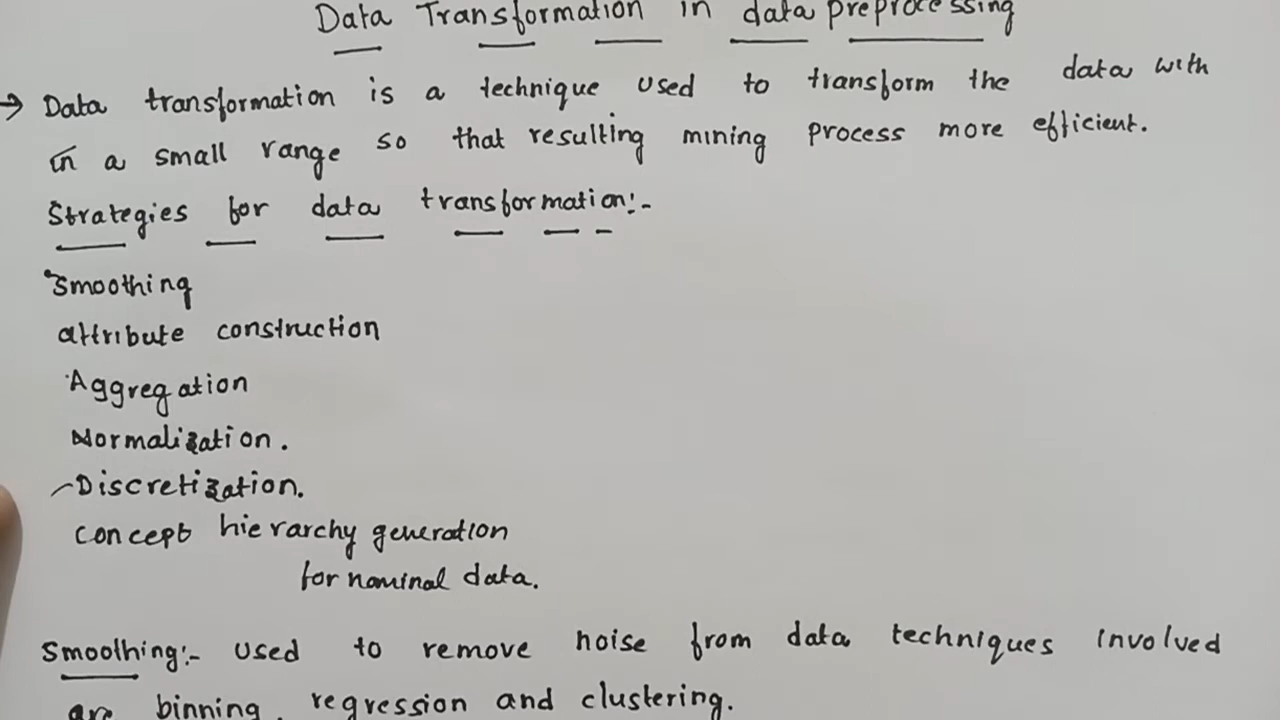 Data Transformation in data preprocessing
→ Data transformation is a technique used to transform the data with
in a small range so that resulting mining process more efficient.
Strategies for data transformation:-
Smoothing
attribute construction
Aggregation
Normalization.
Discretization.
concept hierarchy generation
for nominal data.
Smoothing:- used to remove noise from data techniques involved
are binning, regression and clustering.